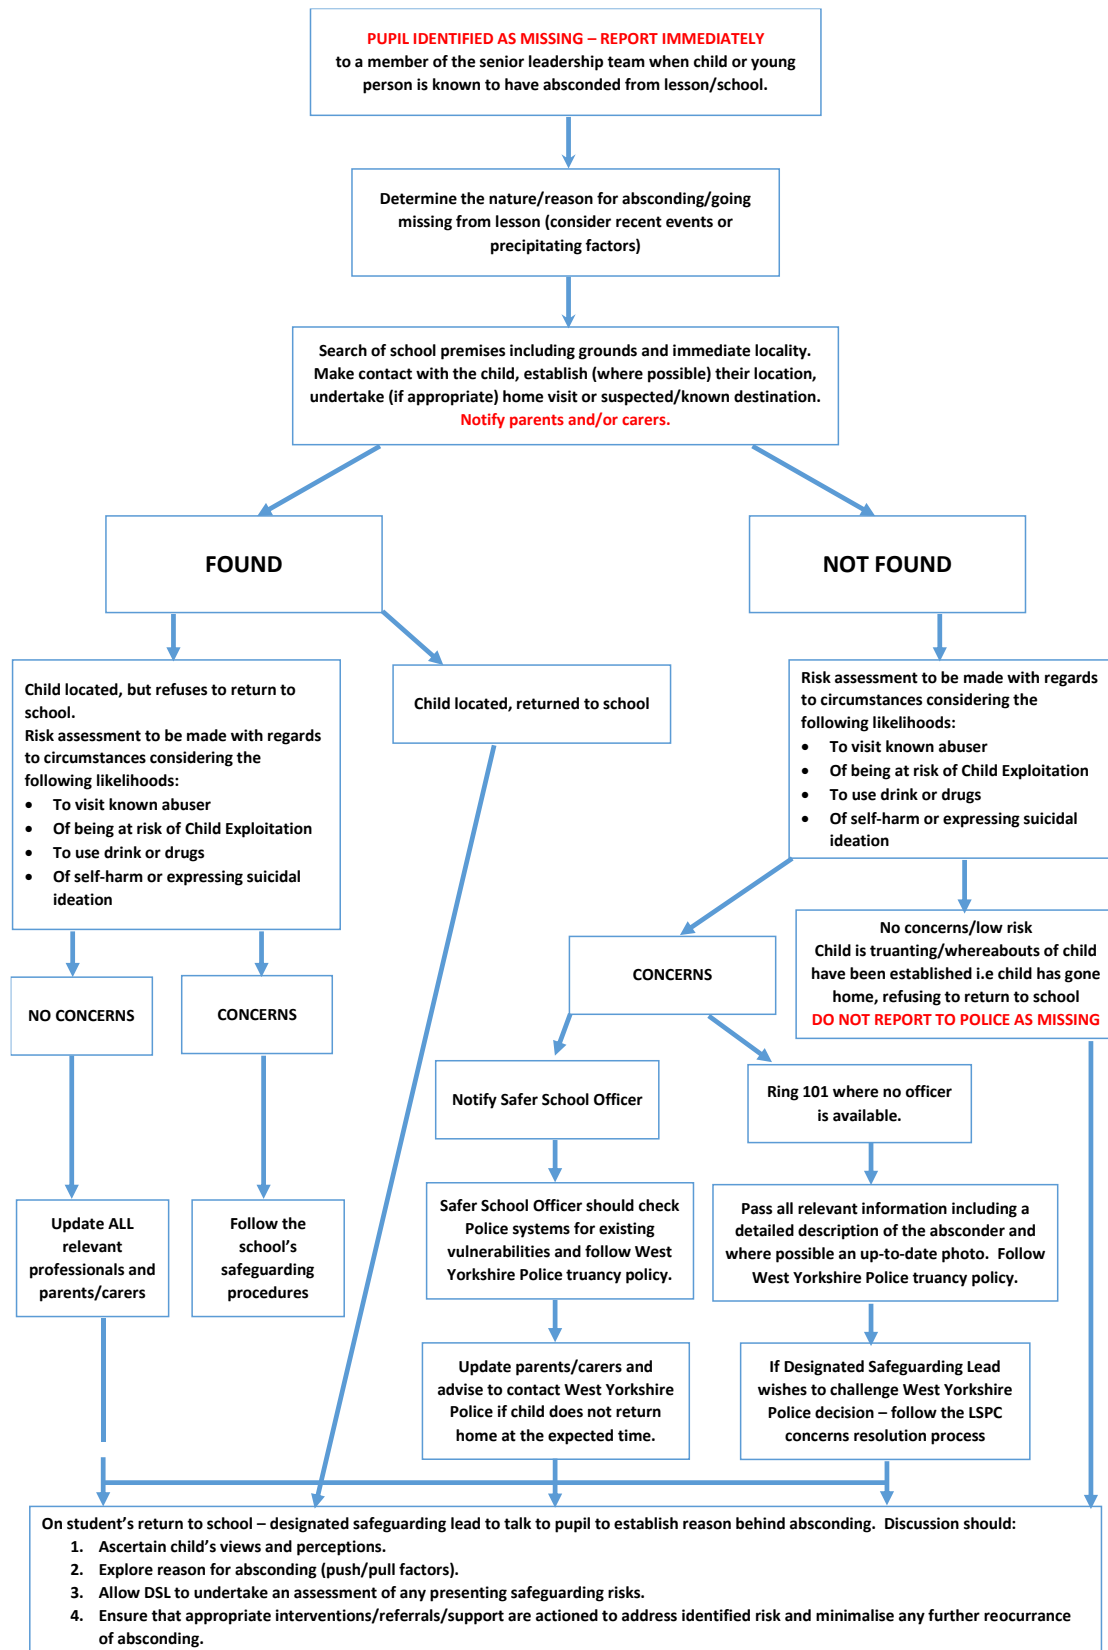 PUPIL IDENTIFIED AS MISSING – REPORT IMMEDIATELY
to a member of the senior leadership team when child or young
person is known to have absconded from lesson/school.
Determine the nature/reason for absconding/going
missing from lesson (consider recent events or
precipitating factors)
Search of school premises including grounds and immediate locality.
Make contact with the child, establish (where possible) their location,
undertake (if appropriate) home visit or suspected/known destination.
Notify parents and/or carers.
FOUND
NOT FOUND
Child located, but refuses to return to
school.
Risk assessment to be made with regards
to circumstances considering the
following likelihoods:
• To visit known abuser
• Of being at risk of Child Exploitation
• To use drink or drugs
• Of self-harm or expressing suicidal
ideation
Child located, returned to school
Risk assessment to be made with regards
to circumstances considering the
following likelihoods:
• To visit known abuser
• Of being at risk of Child Exploitation
• To use drink or drugs
• Of self-harm or expressing suicidal
ideation
NO CONCERNS
CONCERNS
CONCERNS
No concerns/low risk
Child is truanting/whereabouts of child
have been established i.e child has gone
home, refusing to return to school
DO NOT REPORT TO POLICE AS MISSING
Notify Safer School Officer
Ring 101 where no officer
is available.
Update ALL
relevant
professionals and
parents/carers
Follow the
school's
safeguarding
procedures
Safer School Officer should check
Police systems for existing
vulnerabilities and follow West
Yorkshire Police truancy policy.
Pass all relevant information including a
detailed description of the absconder and
where possible an up-to-date photo. Follow
West Yorkshire Police truancy policy.
Update parents/carers and
advise to contact West Yorkshire
Police if child does not return
home at the expected time.
If Designated Safeguarding Lead
wishes to challenge West Yorkshire
Police decision – follow the LSPC
concerns resolution process
On student's return to school – designated safeguarding lead to talk to pupil to establish reason behind absconding. Discussion should:
1. Ascertain child's views and perceptions.
2. Explore reason for absconding (push/pull factors).
3. Allow DSL to undertake an assessment of any presenting safeguarding risks.
4. Ensure that appropriate interventions/referrals/support are actioned to address identified risk and minimalise any further reocurrance
of absconding.